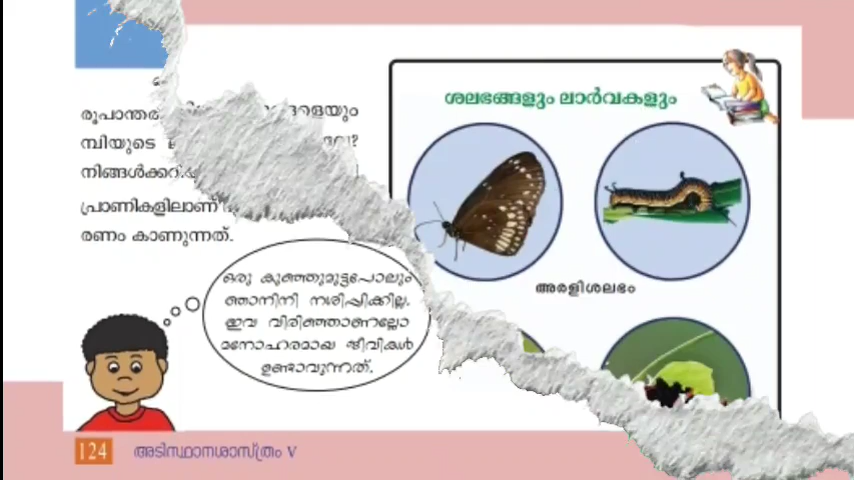 രൂപാന്തര ളെയും
മ്പിയുടെ ല്ലേ?
നിങ്ങൾക്കറി
പ്രാണികളിലാണ്
രണം കാണുന്നത്.
ഒരു കുഞ്ഞുമുട്ടപോലും
ഞാനിനി നശിപ്പിക്കില്ല.
ഇവ വിരിഞ്ഞാണല്ലോ
മനോഹരമായ ജീവികൾ
ഉണ്ടാവുന്നത്.
ശലഭങ്ങളും ലാർവകളും
അരളിശലഭം
124 അടിസ്ഥാനശാസ്ത്രം V